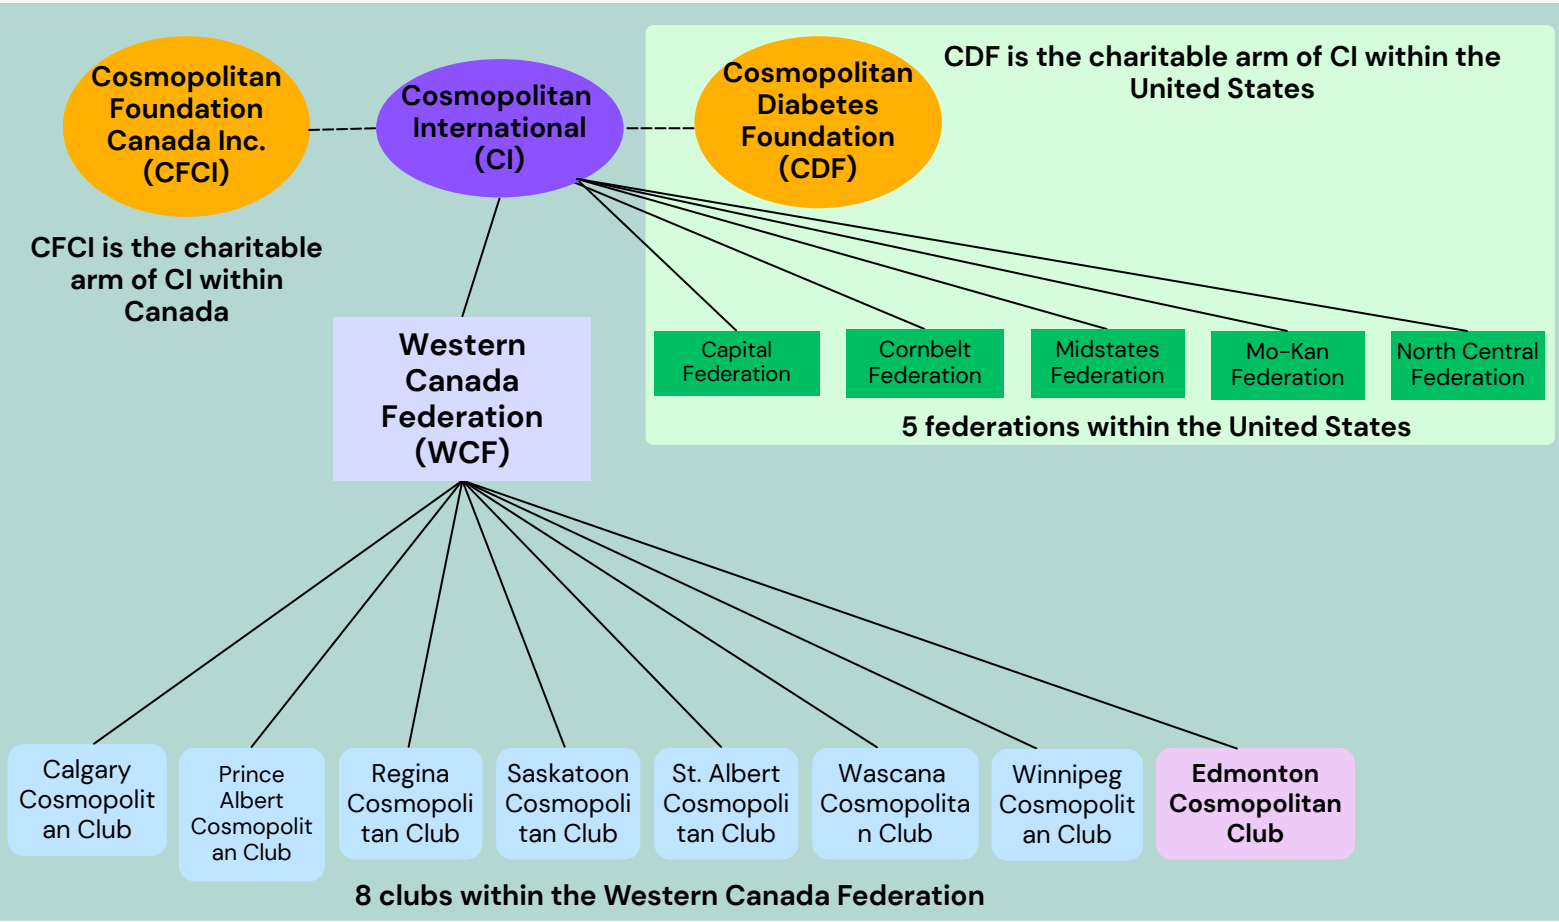 Cosmopolitan
Foundation
Canada Inc.
(CFCI)
Cosmopolitan
International
(CI)
Cosmopolitan
Diabetes
Foundation
(CDF)
CDF is the charitable arm of CI within the
United States
CFCI is the charitable
arm of CI within
Canada
Western
Canada
Federation
(WCF)
Capital
Federation
Cornbelt
Federation
Midstates
Federation
Mo-Kan
Federation
North Central
Federation
5 federations within the United States
Calgary
Cosmopolit
an Club
Prince
Albert
Cosmopolit
an Club
Regina
Cosmopoli
tan Club
Saskatoon
Cosmopoli
tan Club
St. Albert
Cosmopoli
tan Club
Wascana
Cosmopolita
n Club
Winnipeg
Cosmopolit
an Club
Edmonton
Cosmopolitan
Club
8 clubs within the Western Canada Federation